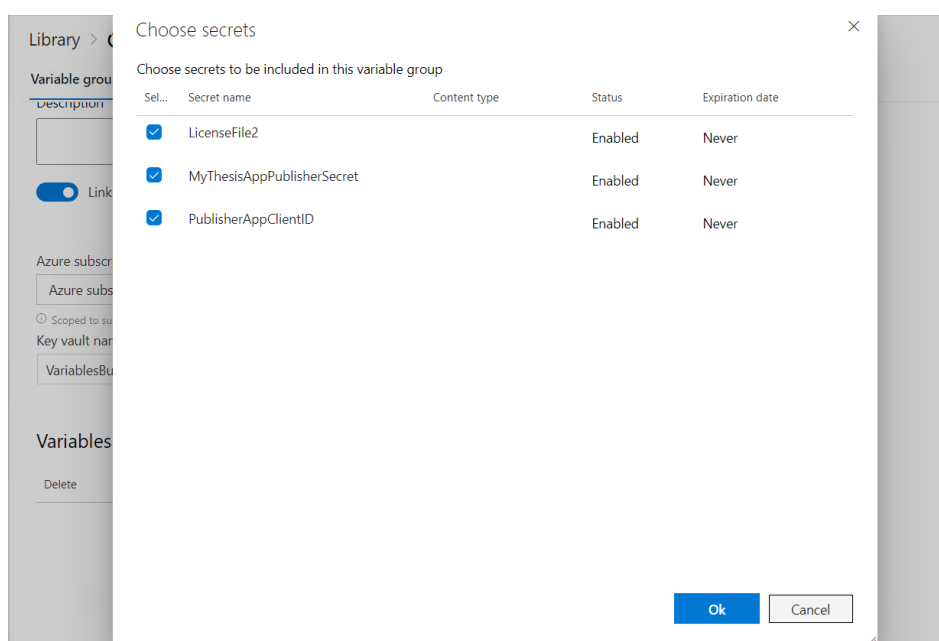 Choose secrets
Library >
Choose secrets to be included in this variable group
Variable grou
Sel... Secret name Content type Status Expiration date
Description
LicenseFile2 Enabled Never
MyThesisAppPublisherSecret Enabled Never
Link
PublisherAppClientID Enabled Never
Azure subscr
Azure subs
Scoped to su
Key vault nar
VariablesBu
Variables
Delete
Ok Cancel